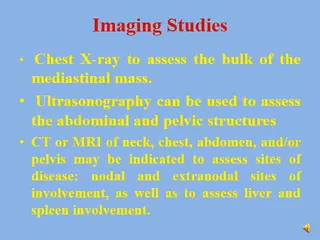 Imaging Studies
• Chest X-ray to assess the bulk of the
mediastinal mass.
• Ultrasonography can be used to assess
the abdominal and pelvic structures
• CT or MRI of neck, chest, abdomen, and/or
pelvis may be indicated to assess sites of
disease: nodal and extranodal sites of
involvement, as well as to assess liver and
spleen involvement.